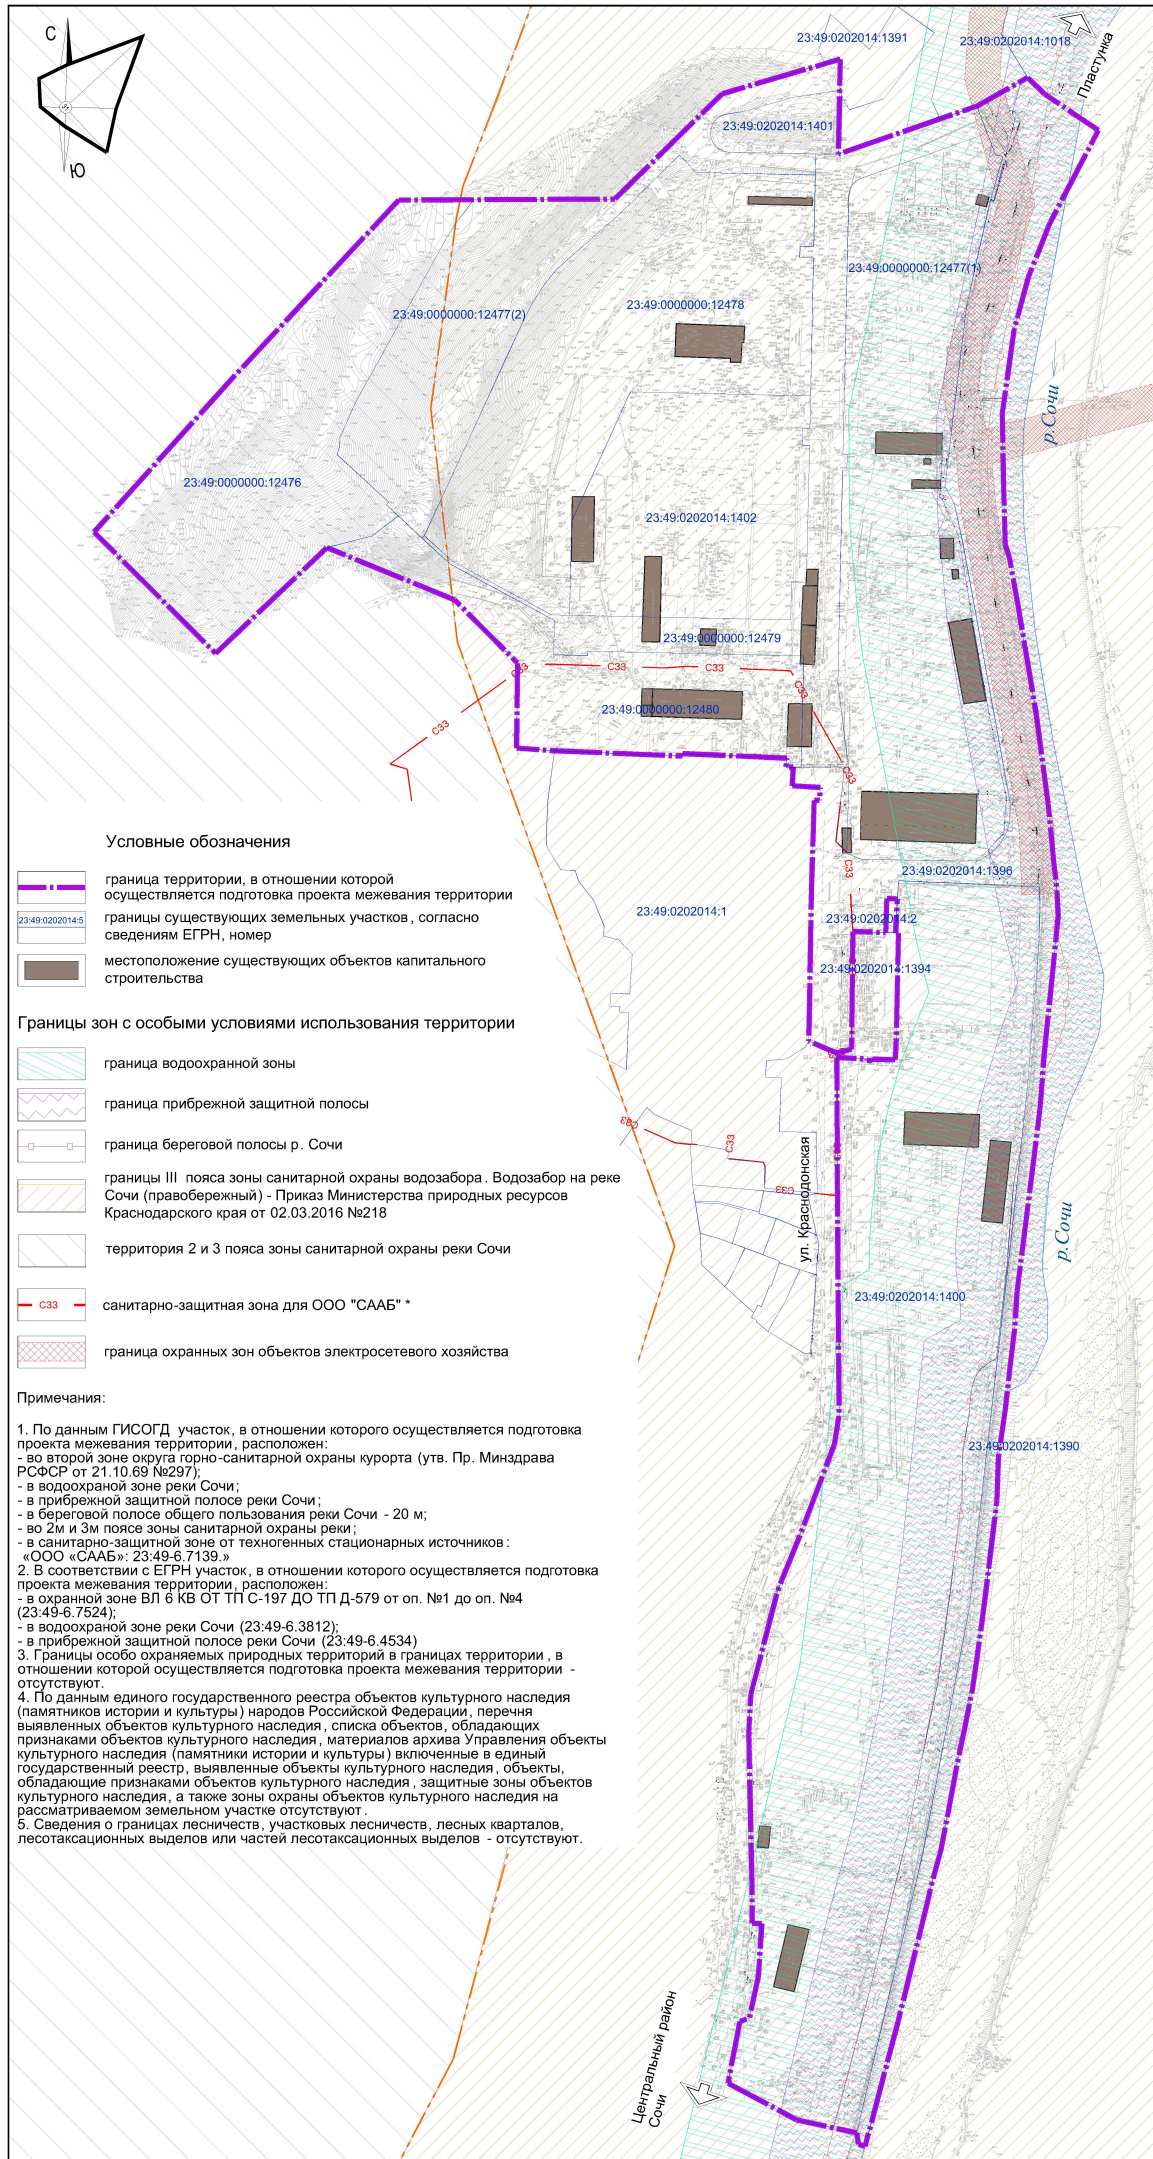 С
Ю
31
Пластунка
23:49:0202014:1391
23:49:0202014:1018
23:49:0202014:1401
23:49:0000000:12477(1)
23:49:0000000:12478
23:49:0000000:12477(2)
р.Сочи
23:49:0000000:12476
23:49:0202014:1402
23:49:0000000:12479
С33
С33
С33
С33
23:49:0000000:12480
С33
С33
С33
23:49:0202014:1396
23:49:0202014:1
23:49:0202014:2
23:49:0202014:1394
С33
С33
С33
ул. Краснодонская
р.Сочи
23:49:0202014:1400
23:49:0202014:1390
Центральный район
Сочи
Условные обозначения
граница территории, в отношении которой
осуществляется подготовка проекта межевания территории
23:49:0202014:5
границы существующих земельных участков, согласно
сведениям ЕГРН, номер
местоположение существующих объектов капитального
строительства
Границы зон с особыми условиями использования территории
граница водоохранной зоны
граница прибрежной защитной полосы
граница береговой полосы р. Сочи
границы III пояса зоны санитарной охраны водозабора. Водозабор на реке
Сочи (правобережный) - Приказ Министерства природных ресурсов
Краснодарского края от 02.03.2016 №218
территория 2 и 3 пояса зоны санитарной охраны реки Сочи
С33
санитарно-защитная зона для ООО "СААБ" *
граница охранных зон объектов электросетевого хозяйства
Примечания:
1. По данным ГИСОГД участок, в отношении которого осуществляется подготовка
проекта межевания территории, расположен:
- во второй зоне округа горно-санитарной охраны курорта (утв. Пр. Минздрава
РСФСР от 21.10.69 №297);
- в водоохраной зоне реки Сочи;
- в прибрежной защитной полосе реки Сочи;
- в береговой полосе общего пользования реки Сочи - 20 м;
- во 2м и 3м поясе зоны санитарной охраны реки;
- в санитарно-защитной зоне от техногенных стационарных источников:
«ООО «СААБ»: 23:49-6.7139.»
2. В соответствии с ЕГРН участок, в отношении которого осуществляется подготовка
проекта межевания территории, расположен:
- в охранной зоне ВЛ 6 КВ ОТ ТП С-197 ДО ТП Д-579 от оп. №1 до оп. №4
(23:49-6.7524);
- в водоохраной зоне реки Сочи (23:49-6.3812);
- в прибрежной защитной полосе реки Сочи (23:49-6.4534)
3. Границы особо охраняемых природных территорий в границах территории, в
отношении которой осуществляется подготовка проекта межевания территории -
отсутствуют.
4. По данным единого государственного реестра объектов культурного наследия
(памятников истории и культуры) народов Российской Федерации, перечня
выявленных объектов культурного наследия, списка объектов, обладающих
признаками объектов культурного наследия, материалов архива Управления объекты
культурного наследия (памятники истории и культуры) включенные в единый
государственный реестр, выявленные объекты культурного наследия, объекты,
обладающие признаками объектов культурного наследия, защитные зоны объектов
культурного наследия, а также зоны охраны объектов культурного наследия на
рассматриваемом земельном участке отсутствуют.
5. Сведения о границах лесничеств, участковых лесничеств, лесных кварталов,
лесотаксационных выделов или частей лесотаксационных выделов - отсутствуют.